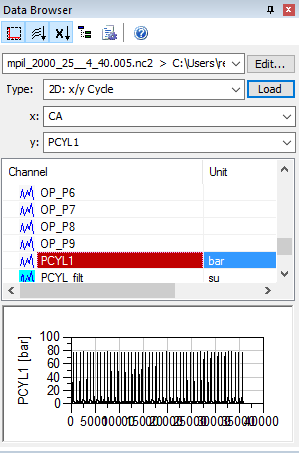 Data Browser
mpil_2000_25__4_40.005.nc2 > C:\Users\re
Edit...
Type: 2D: x/y Cycle
Load
x: CA
y: PCYL1
Channel Unit
OP_P6
OP_P7
OP_P8
OP_P9
PCYL1 bar
PCYL_filt su
PCYL1 [bar]
100
80
60
40
20
0
0 5000 10000 15000 20000 25000 30000 35000 40000